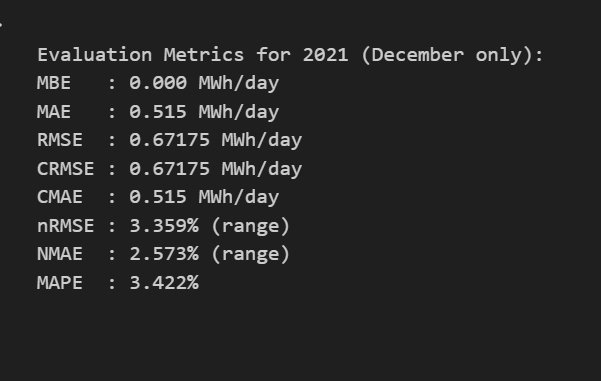 Evaluation Metrics for 2021 (December only):
MBE   : 0.000 MWh/day
MAE   : 0.515 MWh/day
RMSE  : 0.67175 MWh/day
CRMSE : 0.67175 MWh/day
CMAE  : 0.515 MWh/day
nRMSE : 3.359% (range)
NMAE  : 2.573% (range)
MAPE  : 3.422%